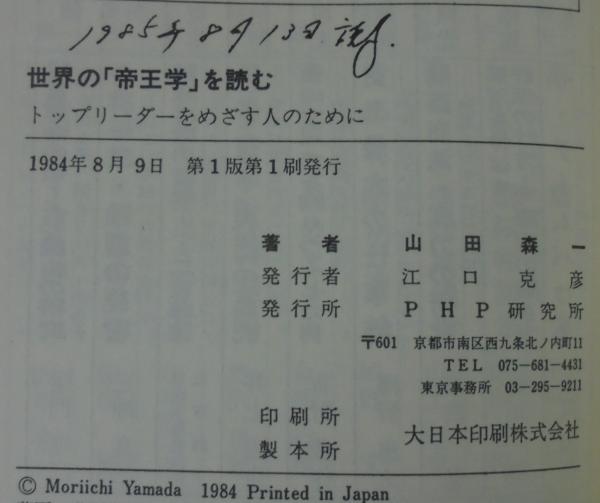 1985年8月13日 読.
世界の「帝王学」を読む
トップリーダーをめざす人のために
1984年8月9日 第1版第1刷発行
著者 山田森一
発行者 江口克彦
発行所 PHP研究所
〒601 京都市南区西九条北ノ内町11
TEL 075-681-4431
東京事務所 03-295-9211
印刷所
製本所 大日本印刷株式会社
© Moriichi Yamada 1984 Printed in Japan